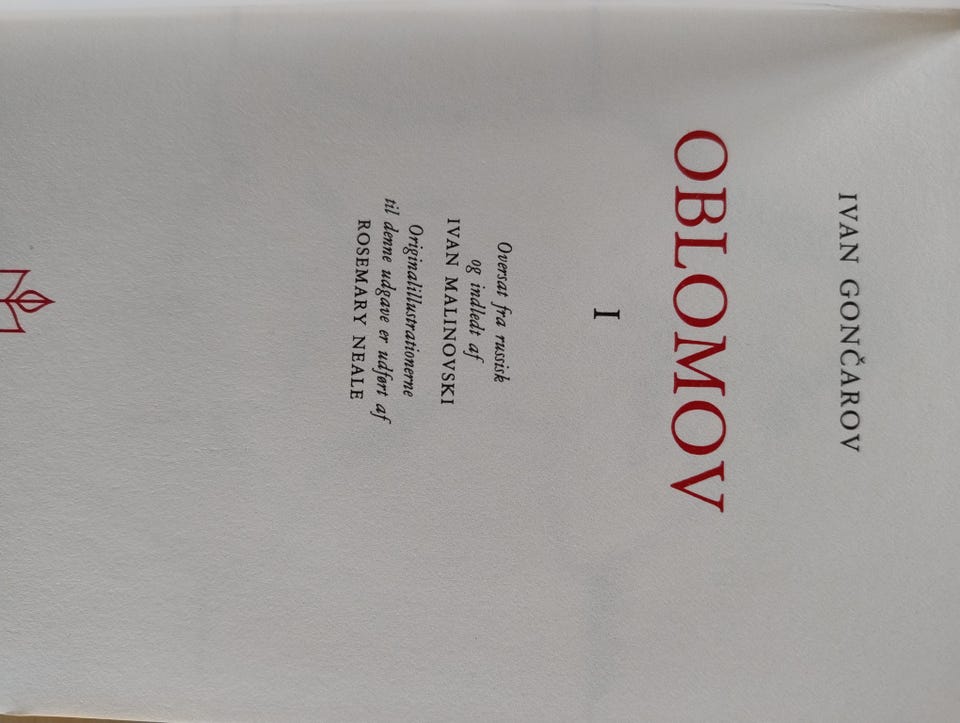 IVAN GONČAROV
OBLOMOV
I
Oversat fra russisk
og indledt af
IVAN MALINOVSKI
Originalillustrationerne
til denne udgave er udført af
ROSEMARY NEALE